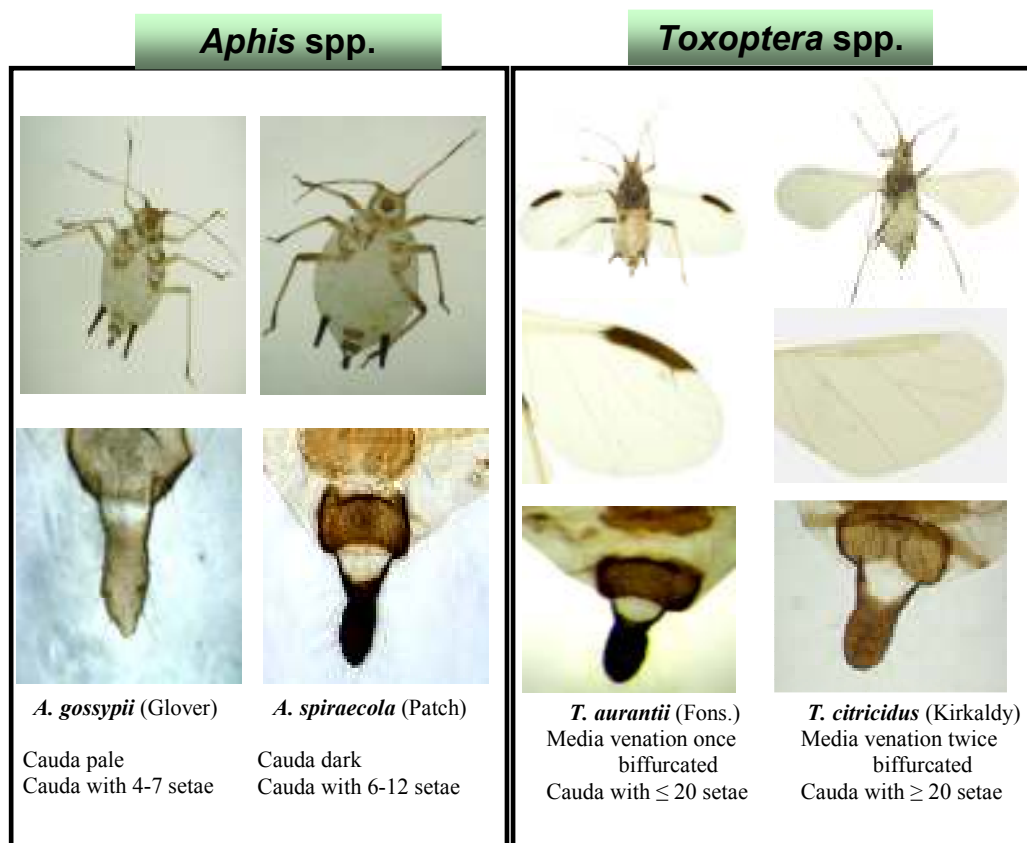 Aphis spp.
Toxoptera spp.
A. gossypii (Glover)
Cauda pale
Cauda with 4-7 setae
A. spiraecola (Patch)
Cauda dark
Cauda with 6-12 setae
T. aurantii (Fons.)
Media venation once
biffurcated
Cauda with ≤ 20 setae
T. citricidus (Kirkaldy)
Media venation twice
biffurcated
Cauda with ≥ 20 setae